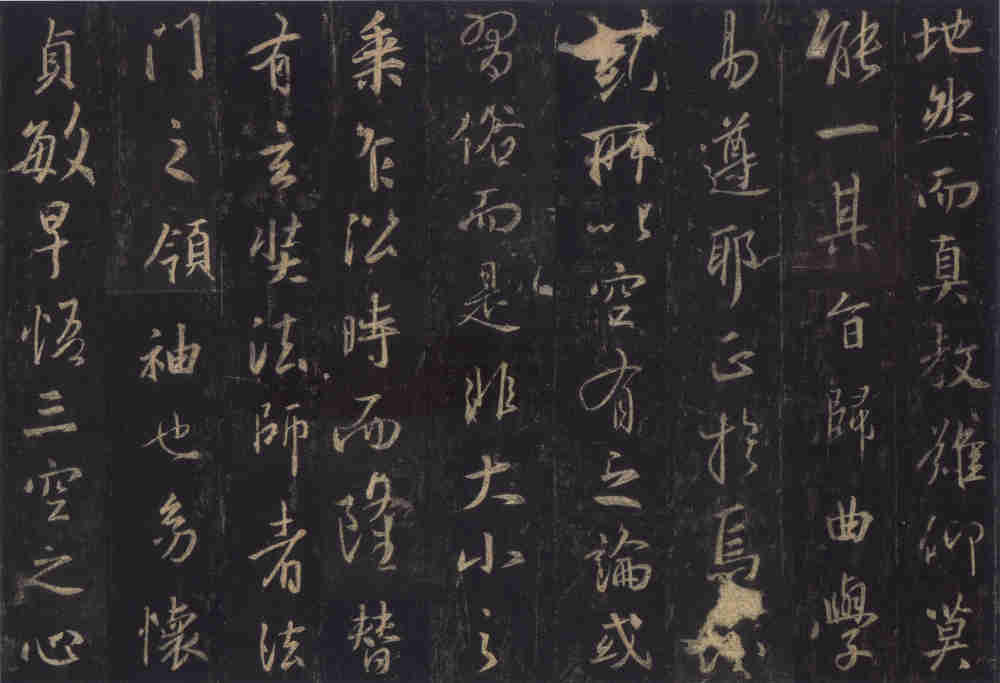 地然而真教難仰莫
能一其旨歸曲學
易遵耶正於焉
糾所以空有之論或
習俗而是非大小之
乘乍沿時而隆替
有玄奘法師者法
門之領袖也幼懷
貞敏早悟三空之心